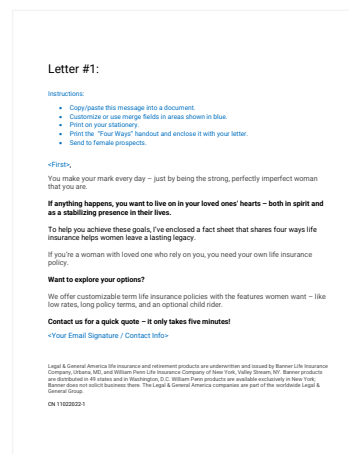 Letter #1:
Instructions:
• Copy/paste this message into a document.
• Customize or use merge fields in areas shown in blue.
• Print on your stationery.
• Print the "Four Ways" handout and enclose it with your letter.
• Send to female prospects.
<First>,
You make your mark every day – just by being the strong, perfectly imperfect woman
that you are.
If anything happens, you want to live on in your loved ones' hearts – both in spirit and
as a stabilizing presence in their lives.
To help you achieve these goals, I've enclosed a fact sheet that shares four ways life
insurance helps women leave a lasting legacy.
If you're a woman with loved one who rely on you, you need your own life insurance
policy.
Want to explore your options?
We offer customizable term life insurance policies with the features women want – like
low rates, long policy terms, and an optional child rider.
Contact us for a quick quote – it only takes five minutes!
<Your Email Signature / Contact Info>
Legal & General America life insurance and retirement products are underwritten and issued by Banner Life Insurance
Company, Urbana, MD, and William Penn Life Insurance Company of New York, Valley Stream, NY. Banner products
are distributed in 49 states and in Washington, D.C. William Penn products are available exclusively in New York;
Banner does not solicit business there. The Legal & General America companies are part of the worldwide Legal &
General Group.
CN 11022022-1